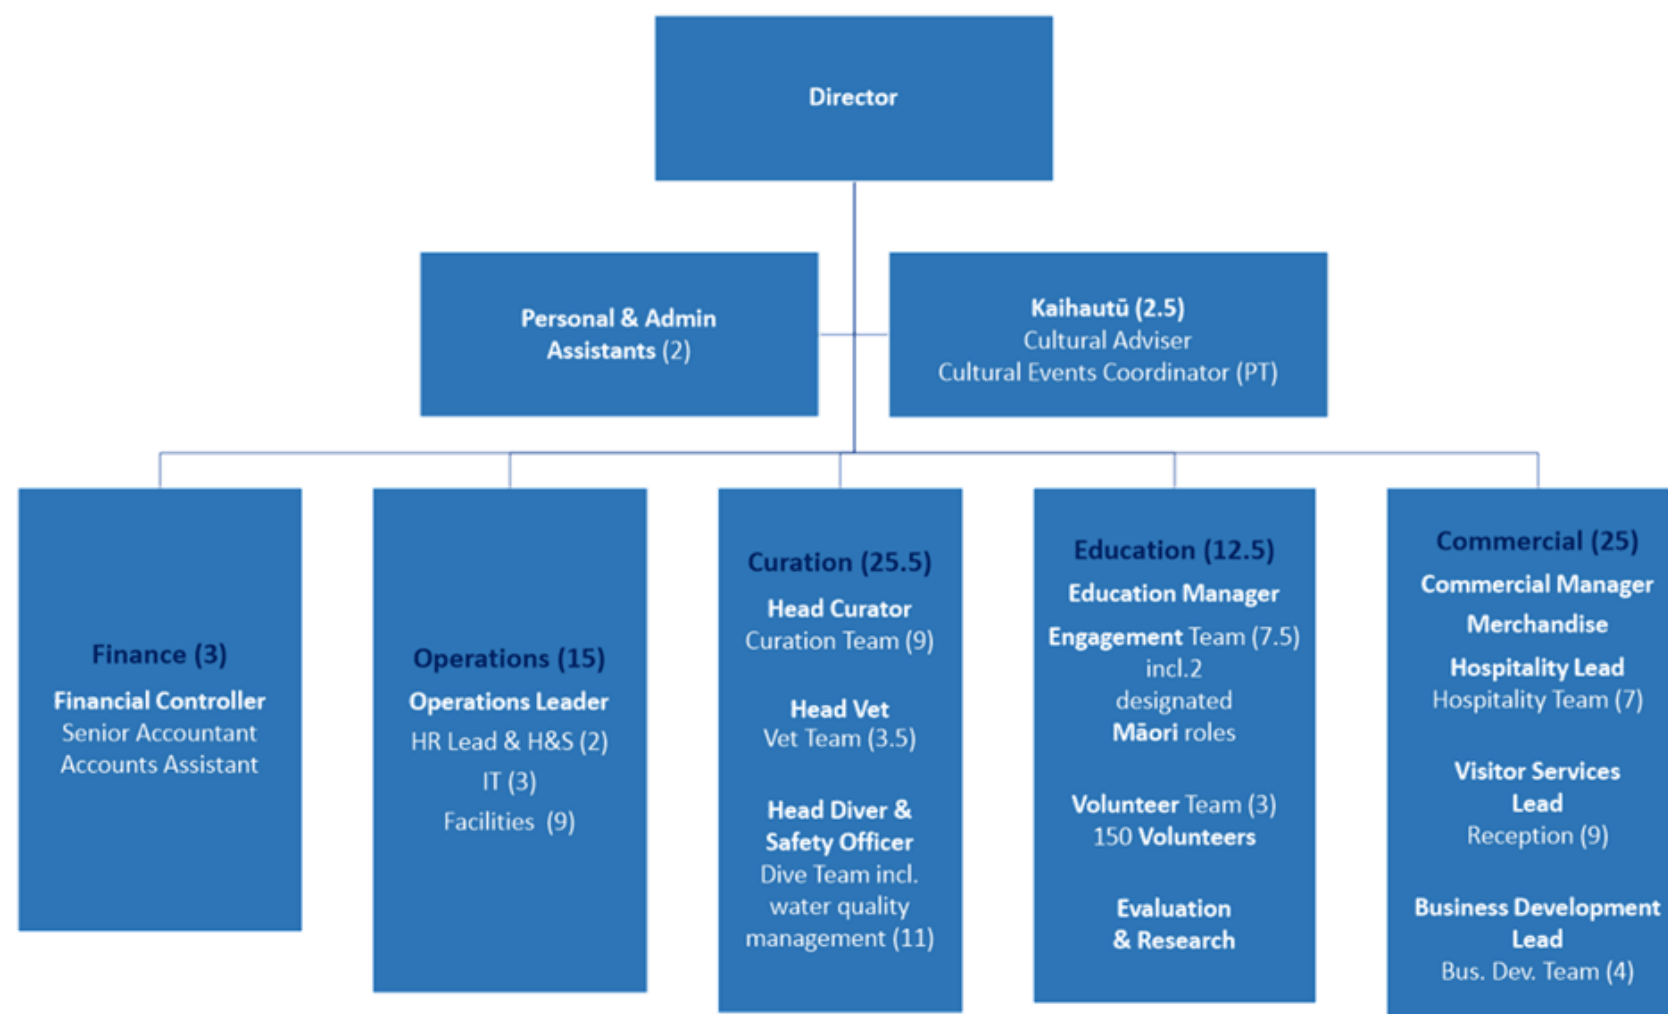 Director
Personal & Admin
Assistants (2)
Kaihautū (2.5)
Cultural Adviser
Cultural Events Coordinator (PT)
Finance (3)
Financial Controller
Senior Accountant
Accounts Assistant
Operations (15)
Operations Leader
HR Lead & H&S (2)
IT (3)
Facilities (9)
Curation (25.5)
Head Curator
Curation Team (9)
Head Vet
Vet Team (3.5)
Head Diver &
Safety Officer
Dive Team incl.
water quality
management (11)
Education (12.5)
Education Manager
Engagement Team (7.5)
incl.2
designated
Māori roles
Volunteer Team (3)
150 Volunteers
Evaluation
& Research
Commercial (25)
Commercial Manager
Merchandise
Hospitality Lead
Hospitality Team (7)
Visitor Services
Lead
Reception (9)
Business Development
Lead
Bus. Dev. Team (4)